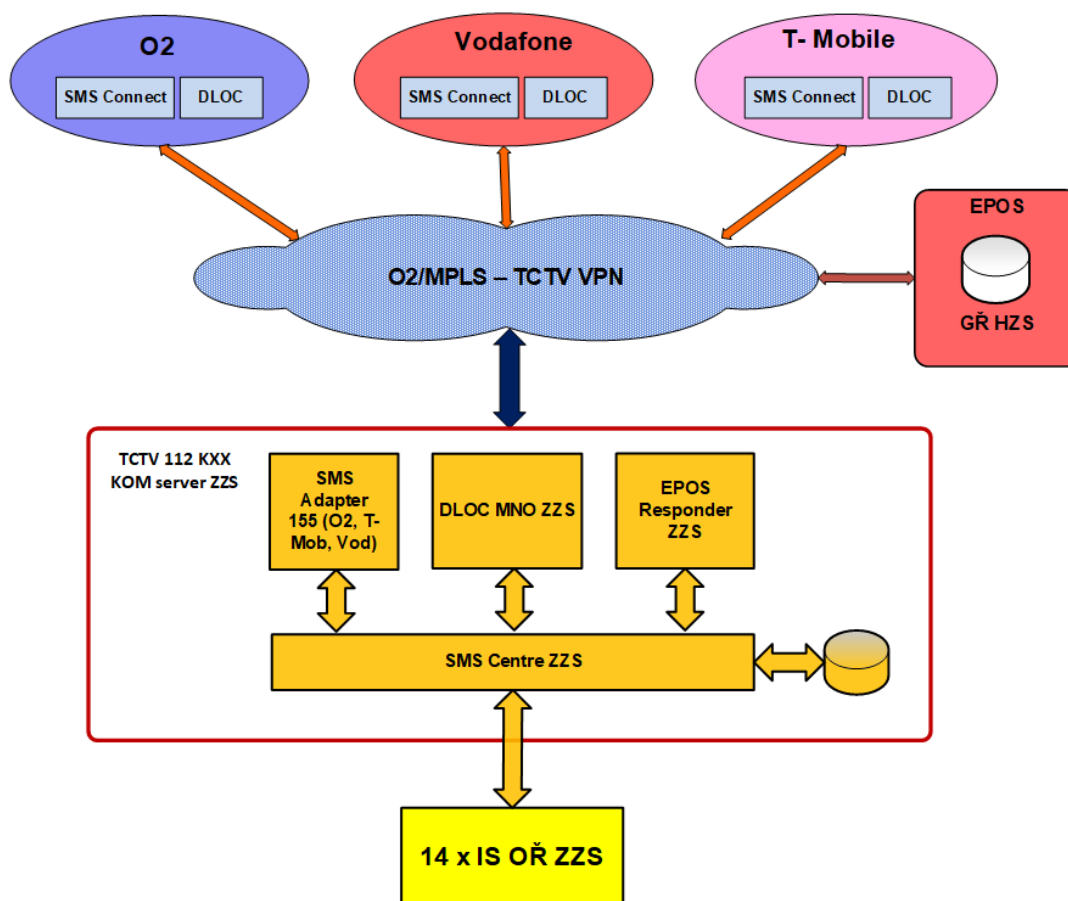 O2
SMS Connect
DLOC
Vodafone
SMS Connect
DLOC
T- Mobile
SMS Connect
DLOC
O2/MPLS – TCTV VPN
EPOS
GŘ HZS
TCTV 112 KXX
KOM server ZZS
SMS
Adapter
155 (O2, T-
Mob, Vod)
DLOC MNO ZZS
EPOS
Responder
ZZS
SMS Centre ZZS
14 x IS OŘ ZZS